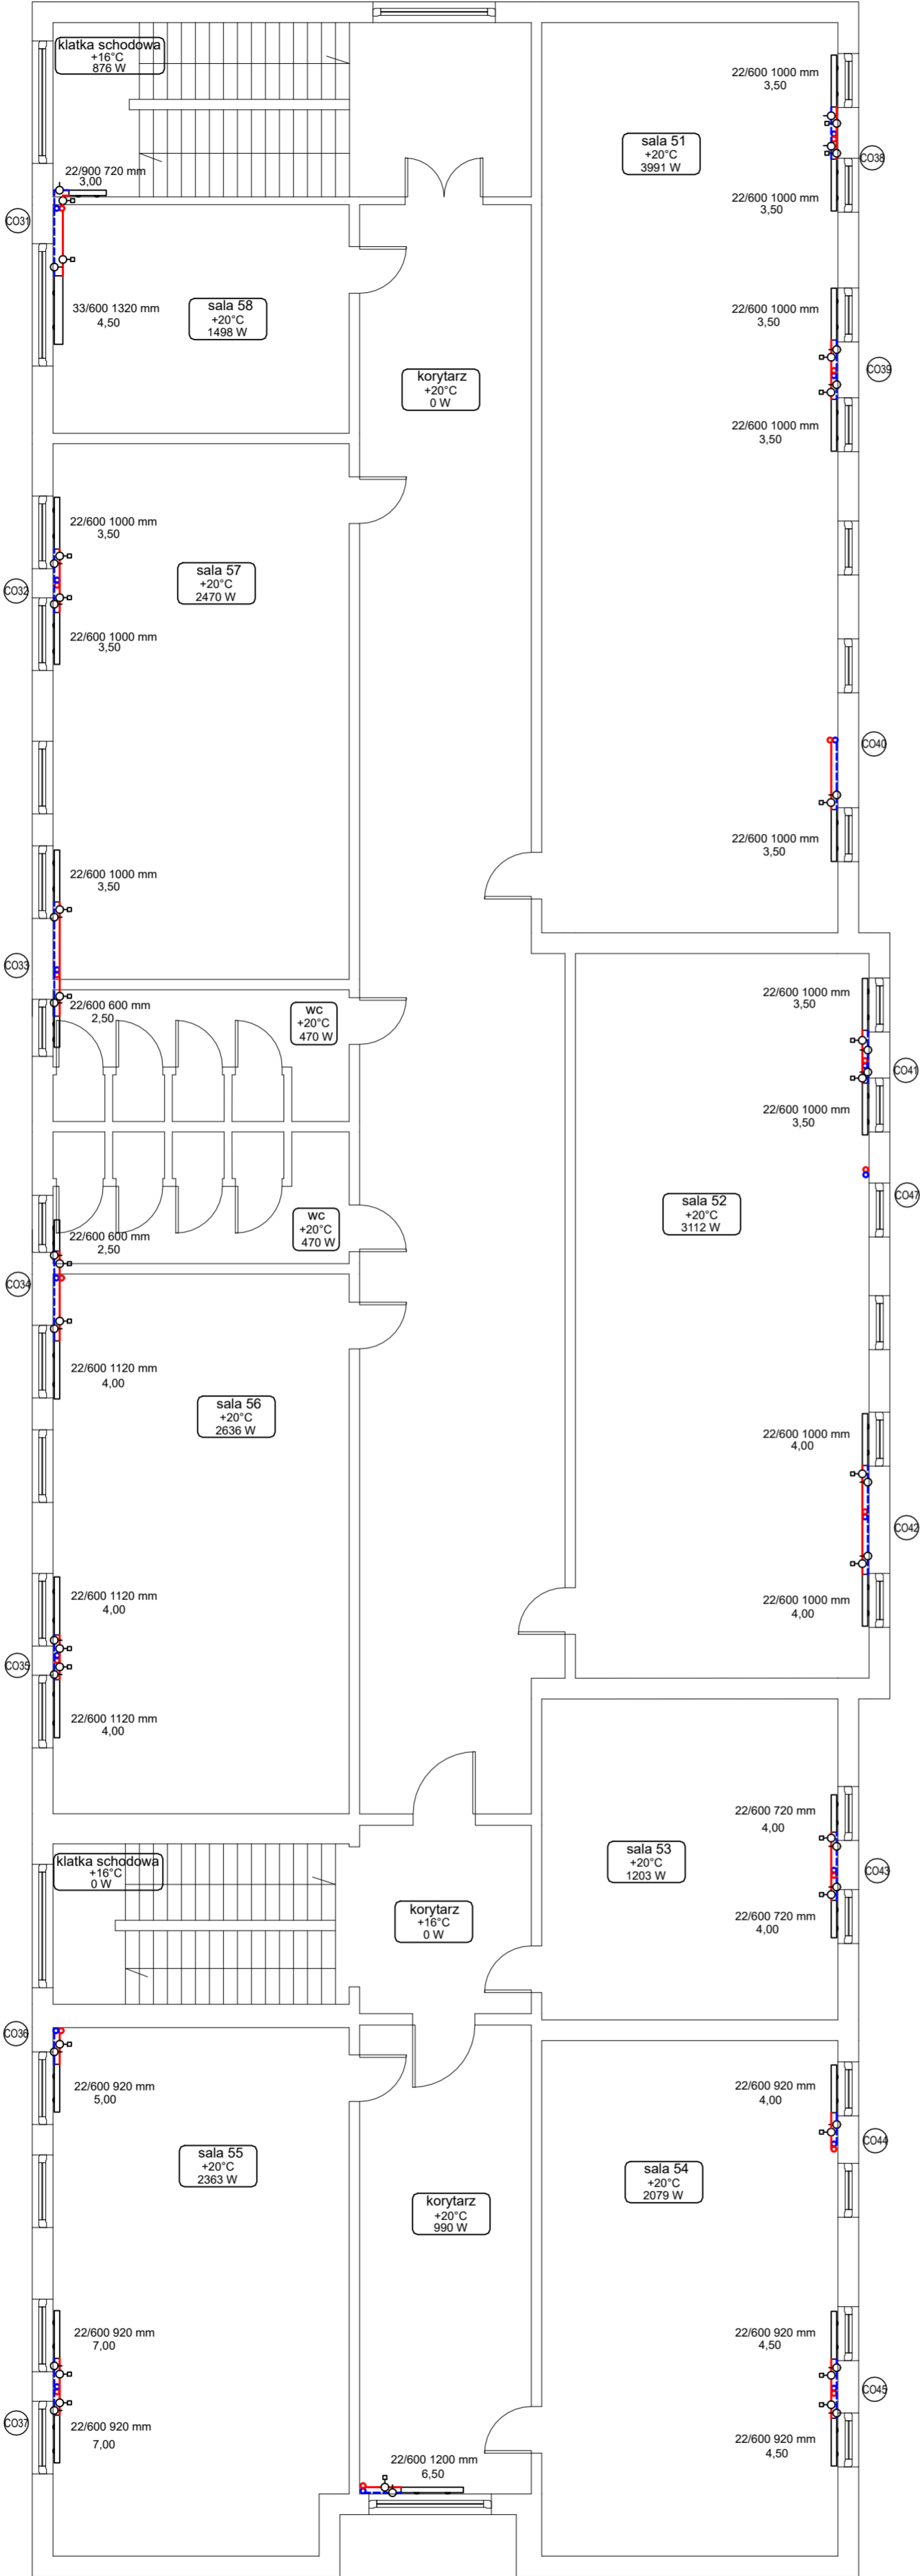 klatka schodowa
+16°C
876 W
22/900 720 mm
3,00
CO31
33/600 1320 mm
4,50
sala 58
+20°C
1498 W
korytarz
+20°C
0 W
sala 51
+20°C
3991 W
22/600 1000 mm
3,50
CO38
22/600 1000 mm
3,50
22/600 1000 mm
3,50
CO39
22/600 1000 mm
3,50
22/600 1000 mm
3,50
CO32
sala 57
+20°C
2470 W
22/600 1000 mm
3,50
CO40
22/600 1000 mm
3,50
22/600 1000 mm
3,50
CO33
22/600 600 mm
2,50
wc
+20°C
470 W
22/600 1000 mm
3,50
CO41
22/600 1000 mm
3,50
CO47
sala 52
+20°C
3112 W
wc
+20°C
470 W
22/600 600 mm
2,50
CO34
22/600 1120 mm
4,00
sala 56
+20°C
2636 W
22/600 1000 mm
4,00
CO42
22/600 1000 mm
4,00
22/600 1120 mm
4,00
CO35
22/600 1120 mm
4,00
klatka schodowa
+16°C
0 W
korytarz
+16°C
0 W
sala 53
+20°C
1203 W
22/600 720 mm
4,00
CO43
22/600 720 mm
4,00
CO36
22/600 920 mm
5,00
sala 55
+20°C
2363 W
korytarz
+20°C
990 W
sala 54
+20°C
2079 W
22/600 920 mm
4,00
CO44
22/600 920 mm
7,00
CO37
22/600 920 mm
7,00
22/600 1200 mm
6,50
22/600 920 mm
4,50
CO45
22/600 920 mm
4,50